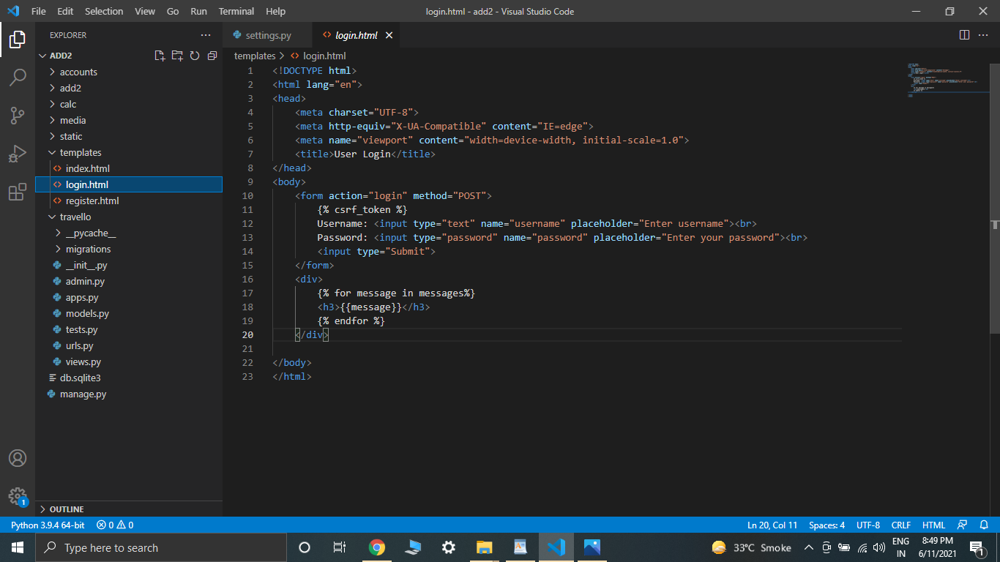 File Edit Selection View Go Run Terminal Help
login.html - add2 - Visual Studio Code
EXPLORER
ADD2
accounts
add2
calc
media
static
templates
index.html
login.html
register.html
travello
__pycache__
migrations
__init__.py
admin.py
apps.py
models.py
tests.py
urls.py
views.py
db.sqlite3
manage.py
OUTLINE
settings.py
login.html
templates > login.html
1 <!DOCTYPE html>
2 <html lang="en">
3 <head>
4 <meta charset="UTF-8">
5 <meta http-equiv="X-UA-Compatible" content="IE=edge">
6 <meta name="viewport" content="width=device-width, initial-scale=1.0">
7 <title>User Login</title>
8 </head>
9 <body>
10 <form action="login" method="POST">
11 {% csrf_token %}
12 Username: <input type="text" name="username" placeholder="Enter username"><br>
13 Password: <input type="password" name="password" placeholder="Enter your password"><br>
14 <input type="Submit">
15 </form>
16 <div>
17 {% for message in messages%}
18 <h3>{{message}}</h3>
19 {% endfor %}
20 </div>
21
22 </body>
23 </html>
1
Python 3.9.4 64-bit 0 0
Ln 20, Col 11 Spaces: 4 UTF-8 CRLF HTML
Type here to search
33°C Smoke
ENG
IN
8:49 PM
6/11/2021
1